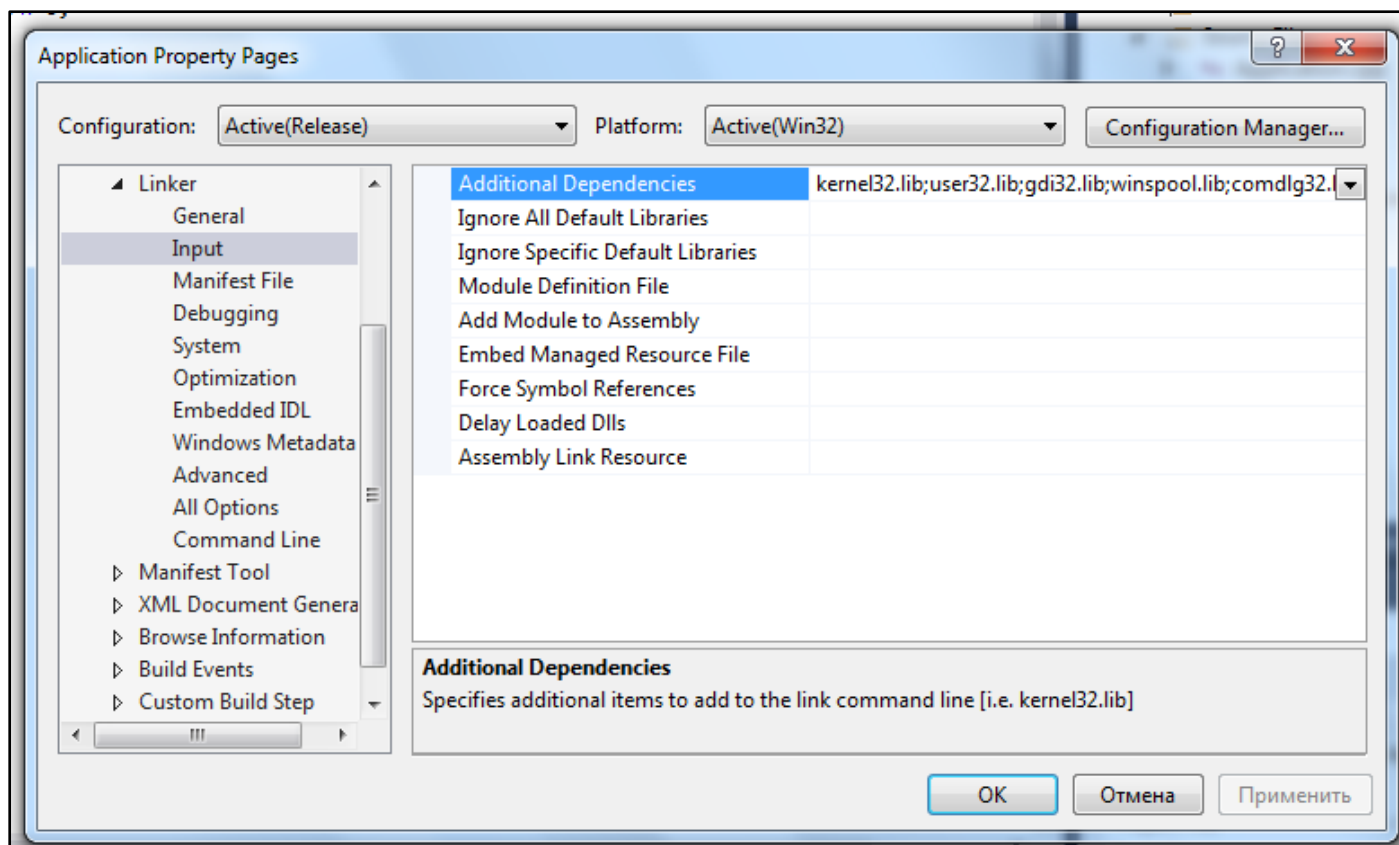 Application Property Pages
Configuration: Active(Release) Platform: Active(Win32) Configuration Manager...
Linker
General
Input
Manifest File
Debugging
System
Optimization
Embedded IDL
Windows Metadata
Advanced
All Options
Command Line
Manifest Tool
XML Document Genera
Browse Information
Build Events
Custom Build Step
Additional Dependencies kernel32.lib;user32.lib;gdi32.lib;winspool.lib;comdlg32.l
Ignore All Default Libraries
Ignore Specific Default Libraries
Module Definition File
Add Module to Assembly
Embed Managed Resource File
Force Symbol References
Delay Loaded Dlls
Assembly Link Resource
Additional Dependencies
Specifies additional items to add to the link command line [i.e. kernel32.lib]
OK Отмена Применить